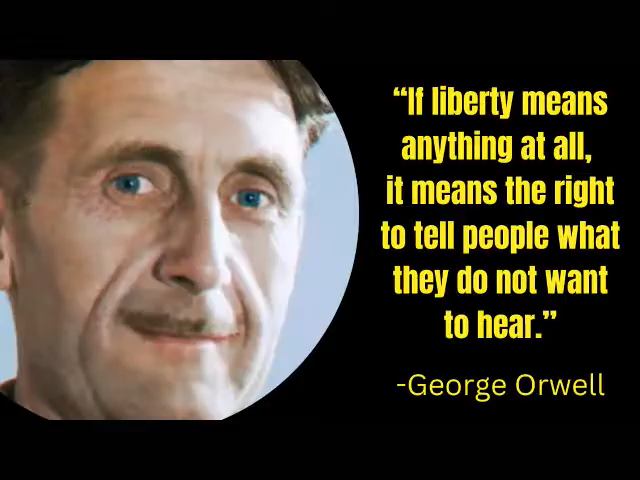 “If liberty means
anything at all,
it means the right
to tell people what
they do not want
to hear.”
-George Orwell